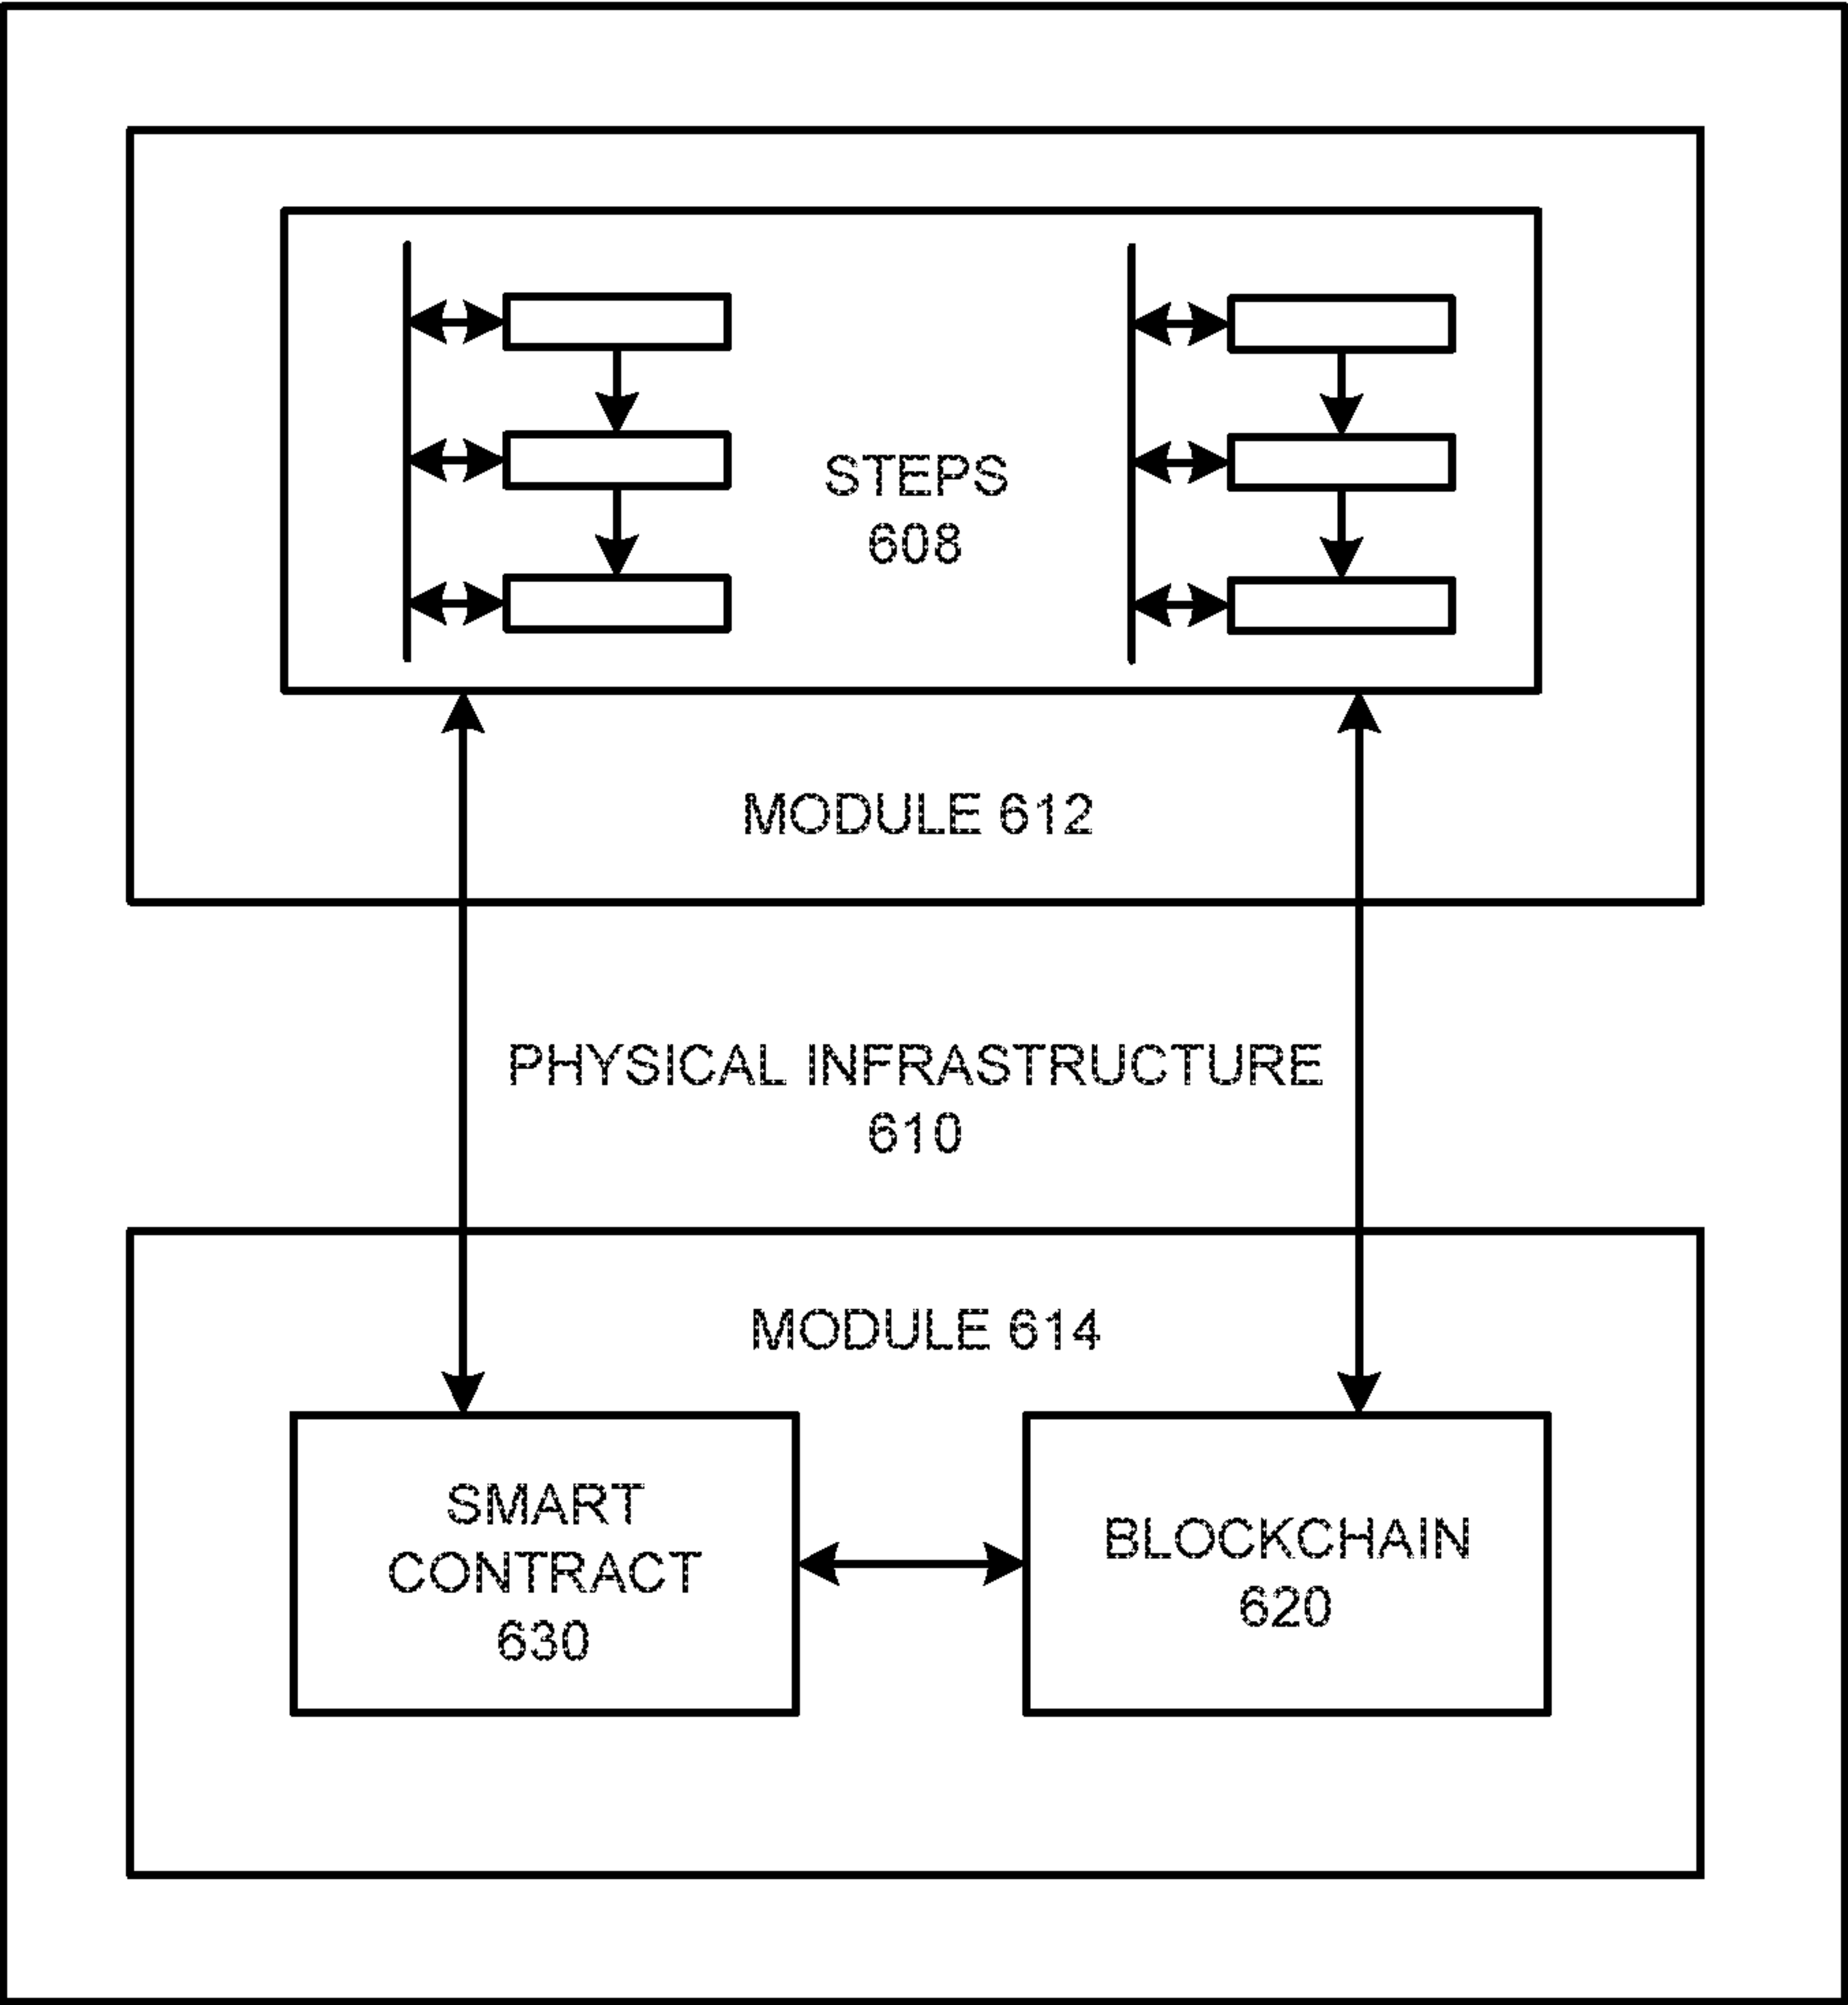 STEPS
608
MODULE 612
PHYSICAL INFRASTRUCTURE
610
MODULE 614
SMART
CONTRACT
630
BLOCKCHAIN
620